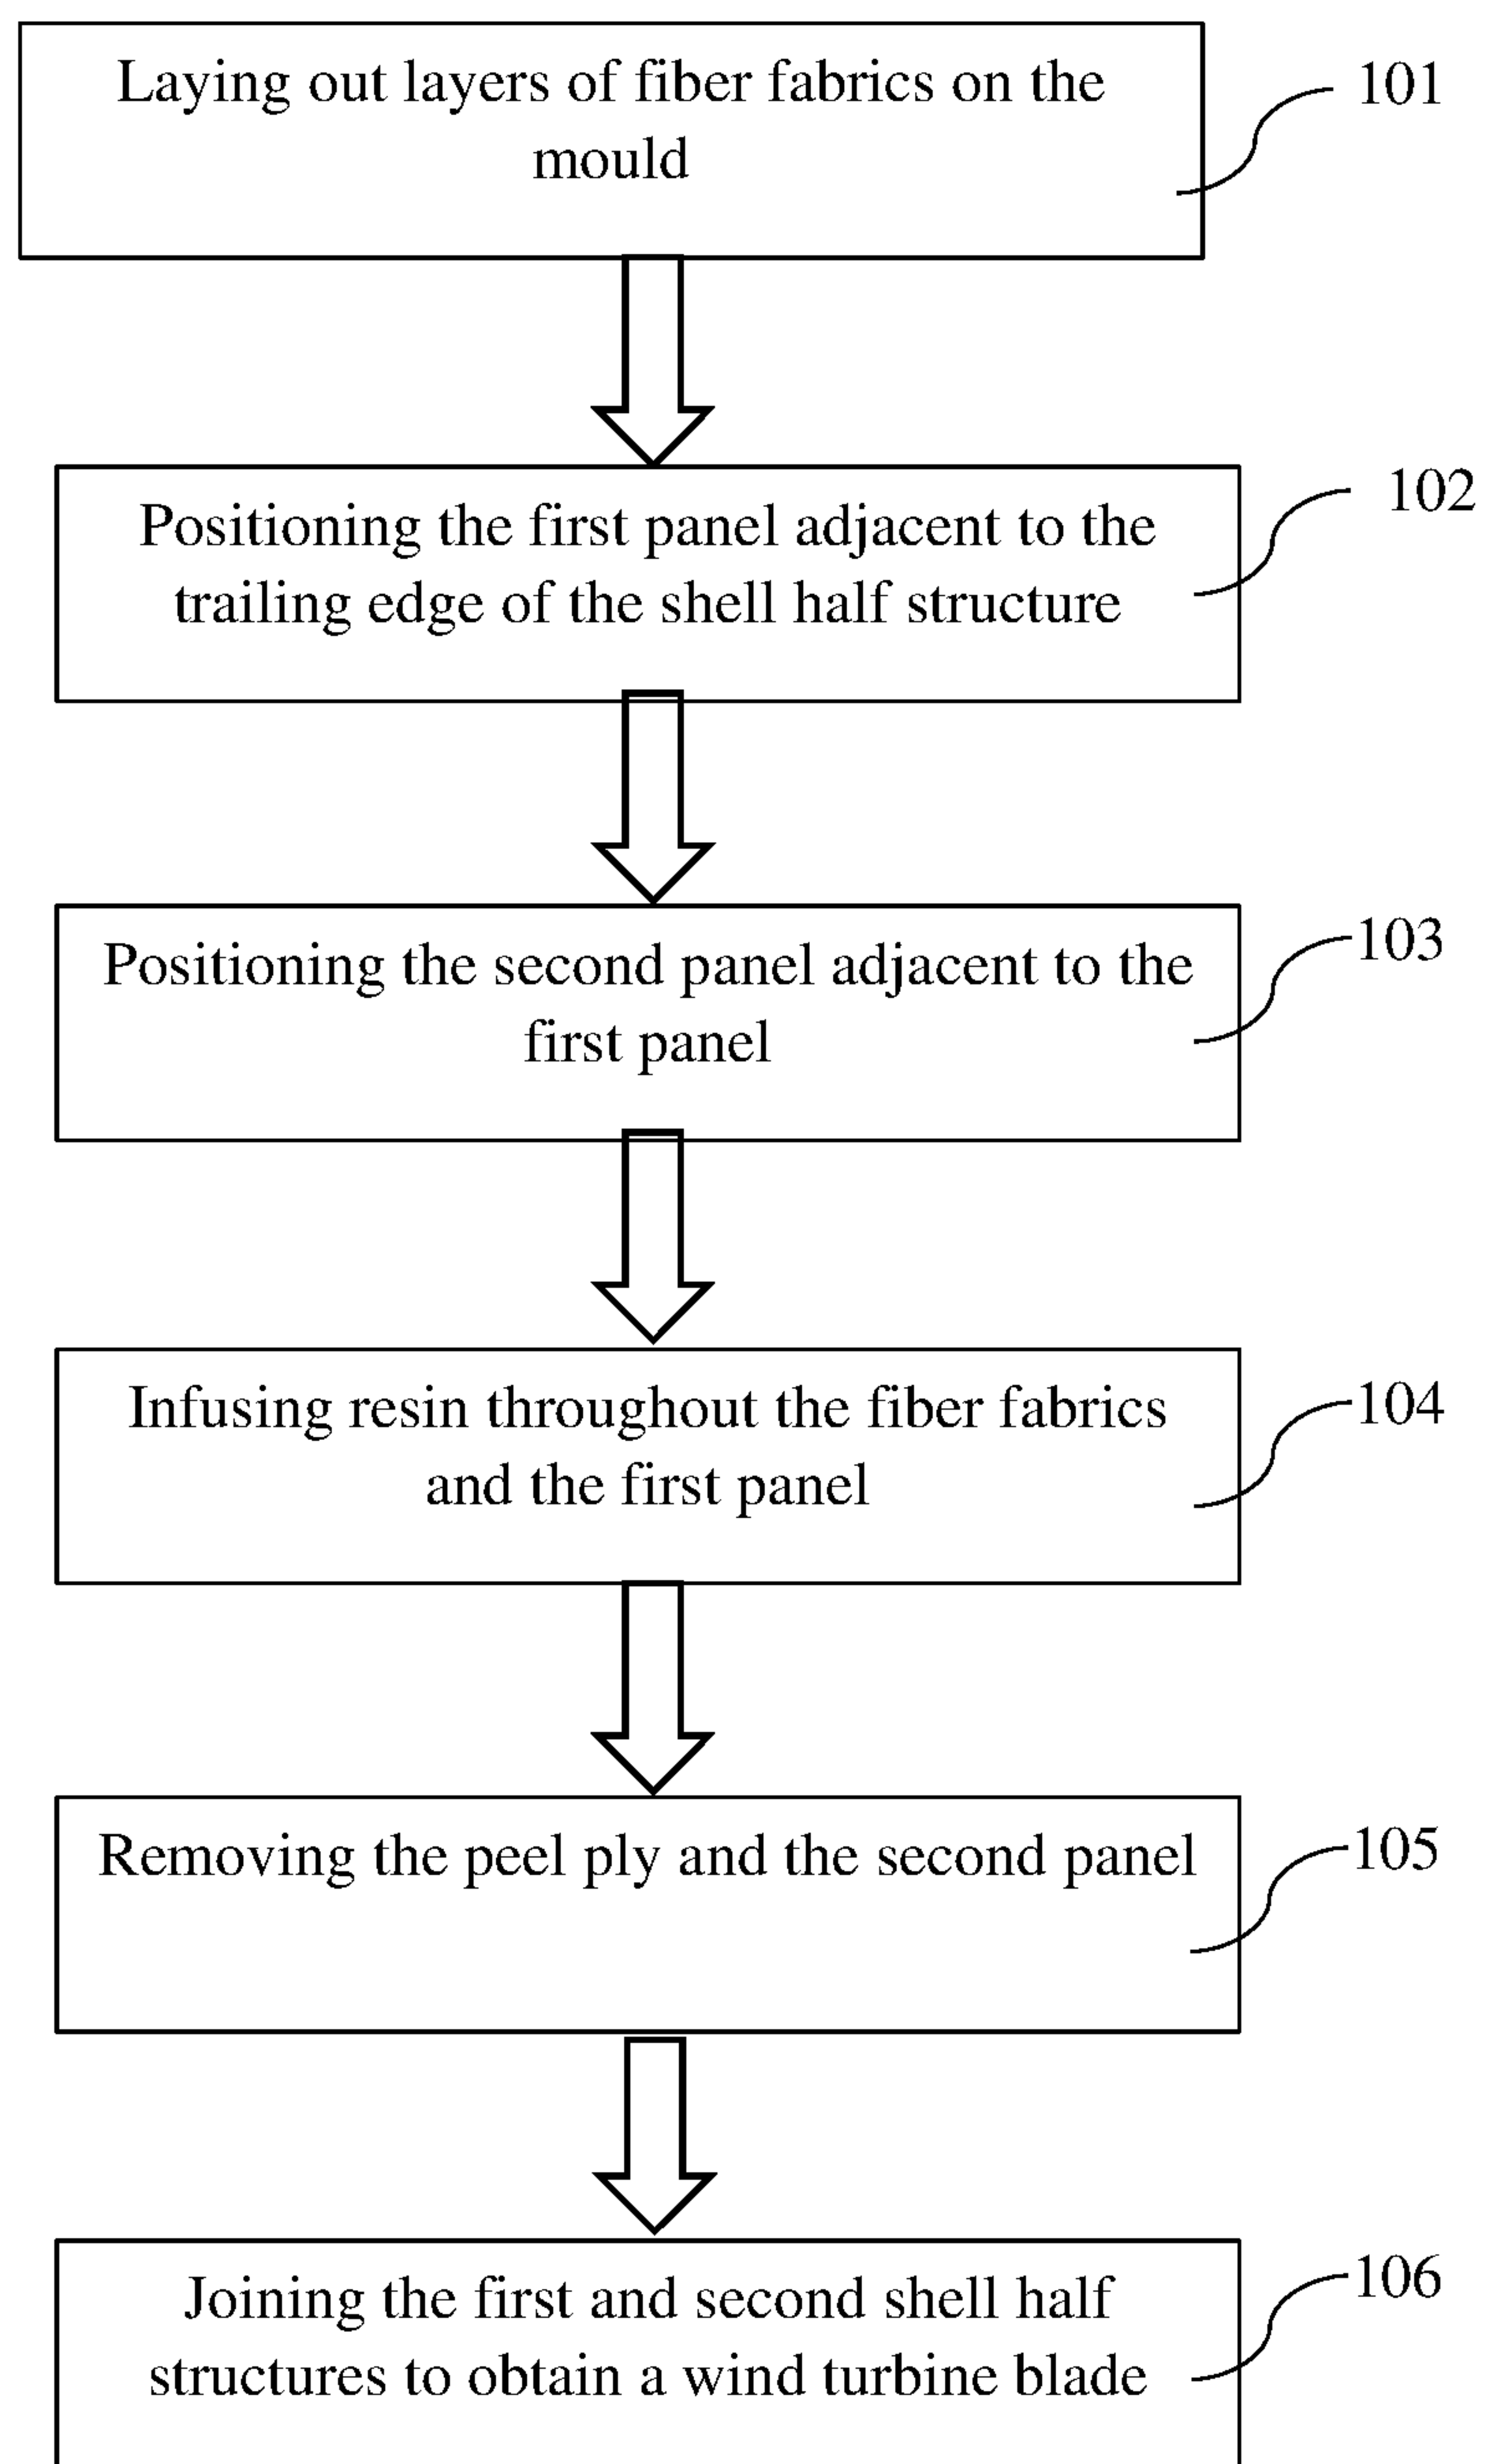 Laying out layers of fiber fabrics on the
mould
101
Positioning the first panel adjacent to the
trailing edge of the shell half structure
102
Positioning the second panel adjacent to the
first panel
103
Infusing resin throughout the fiber fabrics
and the first panel
104
Removing the peel ply and the second panel
105
Joining the first and second shell half
structures to obtain a wind turbine blade
106